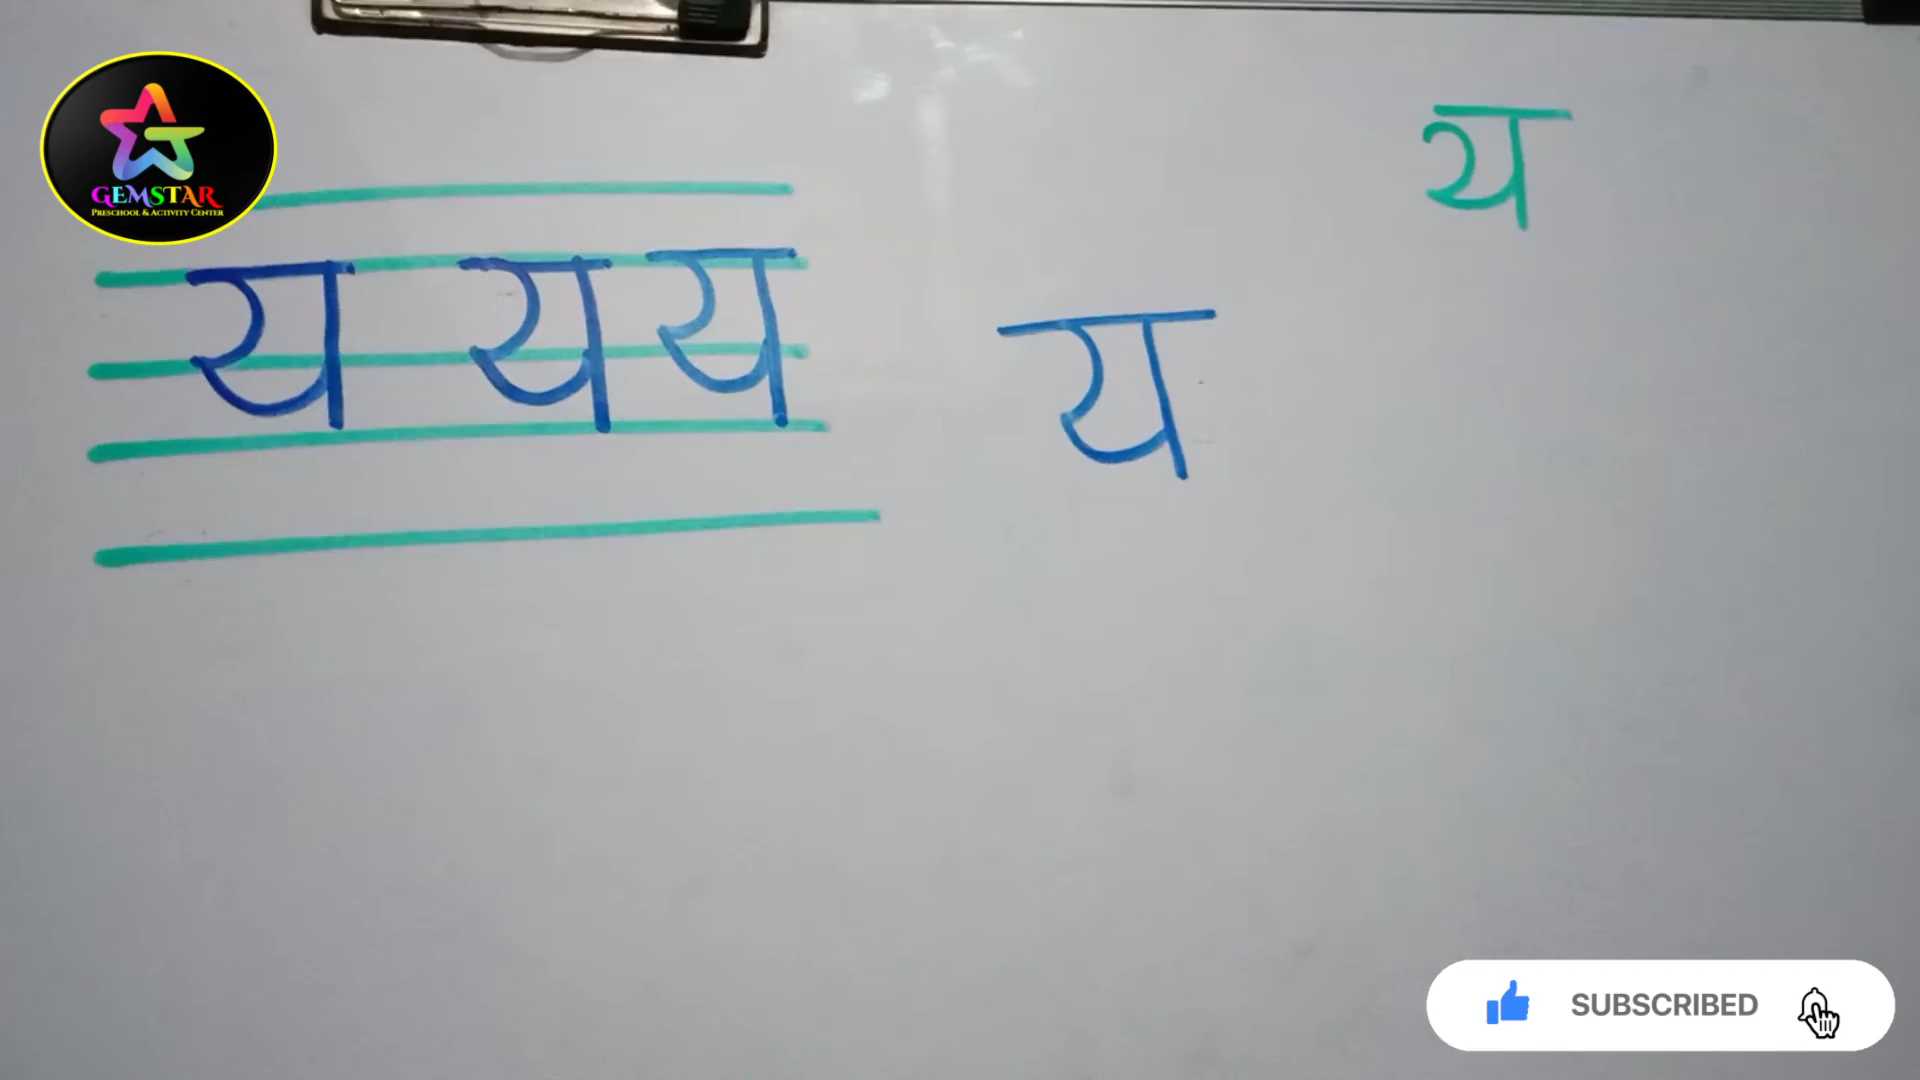 GEMSTAR
PRESCHOOL & ACTIVITY CENTER
य
य य य
य
SUBSCRIBED